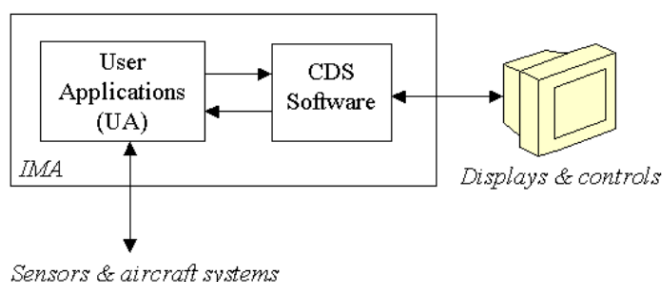 User
Applications
(UA)
CDS
Software
IMA
Displays & controls
Sensors & aircraft systems